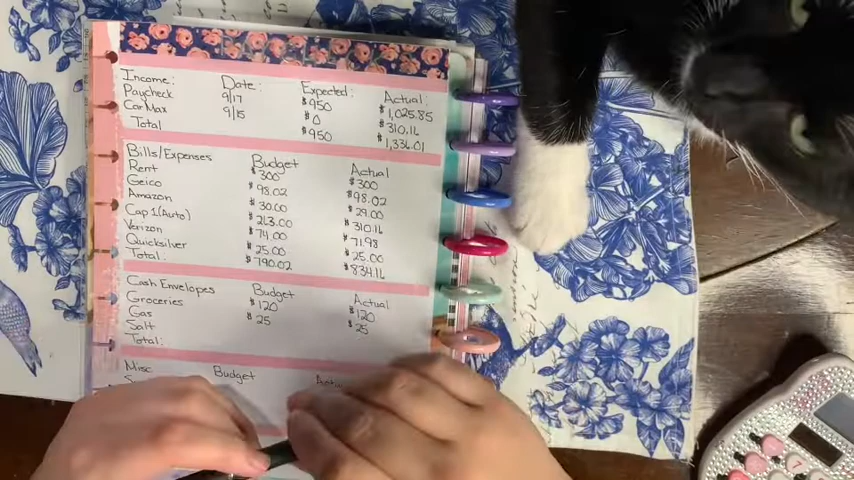 Income: Date: Expected: Actual:
Paycheck 9/17 $950 $1,025.85
CarMax 9/15 $0 $310.16
Total $950 $1,336.01
Bills/Expenses Budget Actual
Rent $300 $300
Geico $98.02 $98.02
Amazon $30.00 $29.00
Cap 1 (Auto) $263.00 $310.16
Verizon $74.00 $71.98
Quicksilver $25.00 $25.00
Total: $790.02 $834.16
Cash Envelopes Budget Actual
Groceries $120 $120
Gas $25 $25
Salt
Total:
Misc Budget